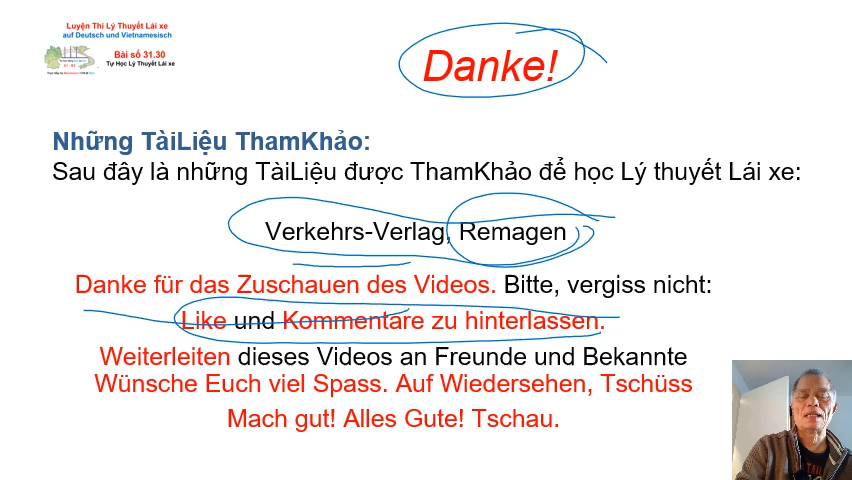 Luyện Thi Lý Thuyết Lái xe
auf Deutsch und Vietnamesisch
Bài số 31.30
Tự Học Lý Thuyết Lái xe
Danke!
Những TàiLiệu ThamKhảo:
Sau đây là những TàiLiệu được ThamKhảo để học Lý thuyết Lái xe:
Verkehrs-Verlag, Remagen
Danke für das Zuschauen des Videos. Bitte, vergiss nicht:
Like und Kommentare zu hinterlassen.
Weiterleiten dieses Videos an Freunde und Bekannte
Wünsche Euch viel Spass. Auf Wiedersehen, Tschüss
Mach gut! Alles Gute! Tschau.